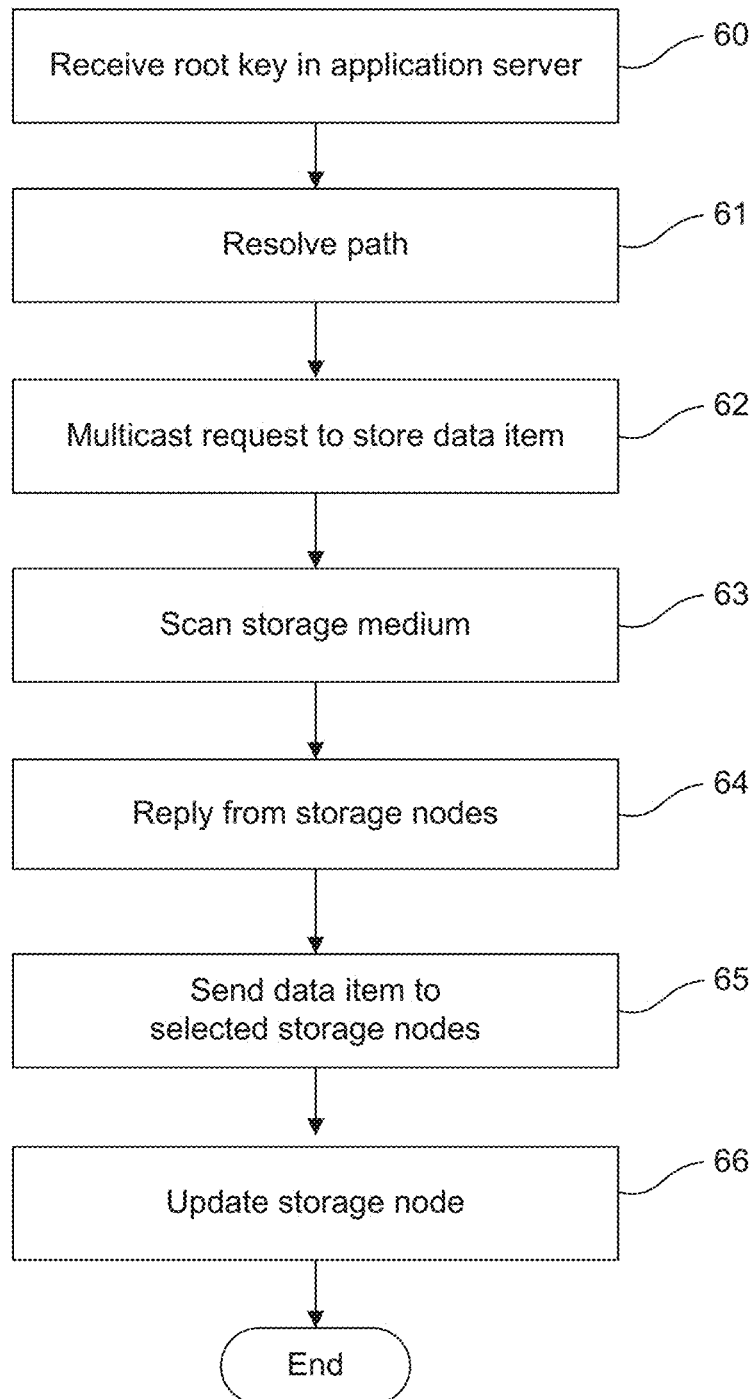 Receive root key in application server
60
Resolve path
61
Multicast request to store data item
62
Scan storage medium
63
Reply from storage nodes
64
Send data item to
selected storage nodes
65
Update storage node
66
End